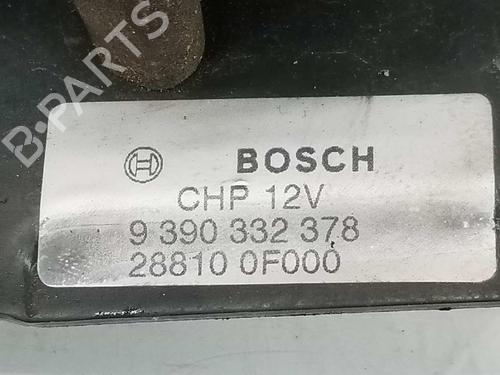 B-PARTS
BOSCH
CHP 12V
9 390 332 378
28810 0F000